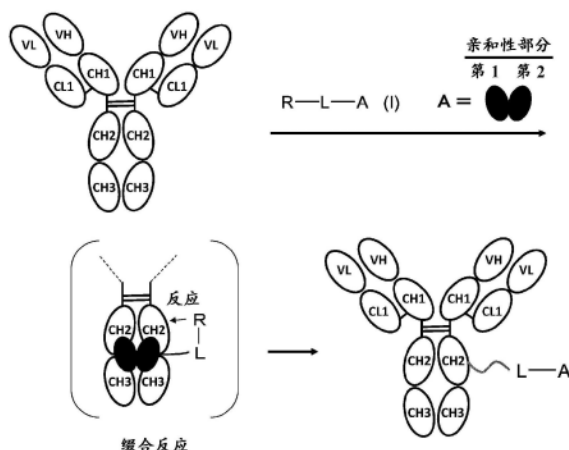 VL VH VH VL
CL1 CH1 CH1 CL1
CH2 CH2
CH3 CH3
亲和性部分
第 1 第 2
R—L—A (I) A =
反应
CH2 CH2 R
L
CH3 CH3
缀合反应
VL VH VH VL
CL1 CH1 CH1 CL1
CH2 CH2
L—A
CH3 CH3